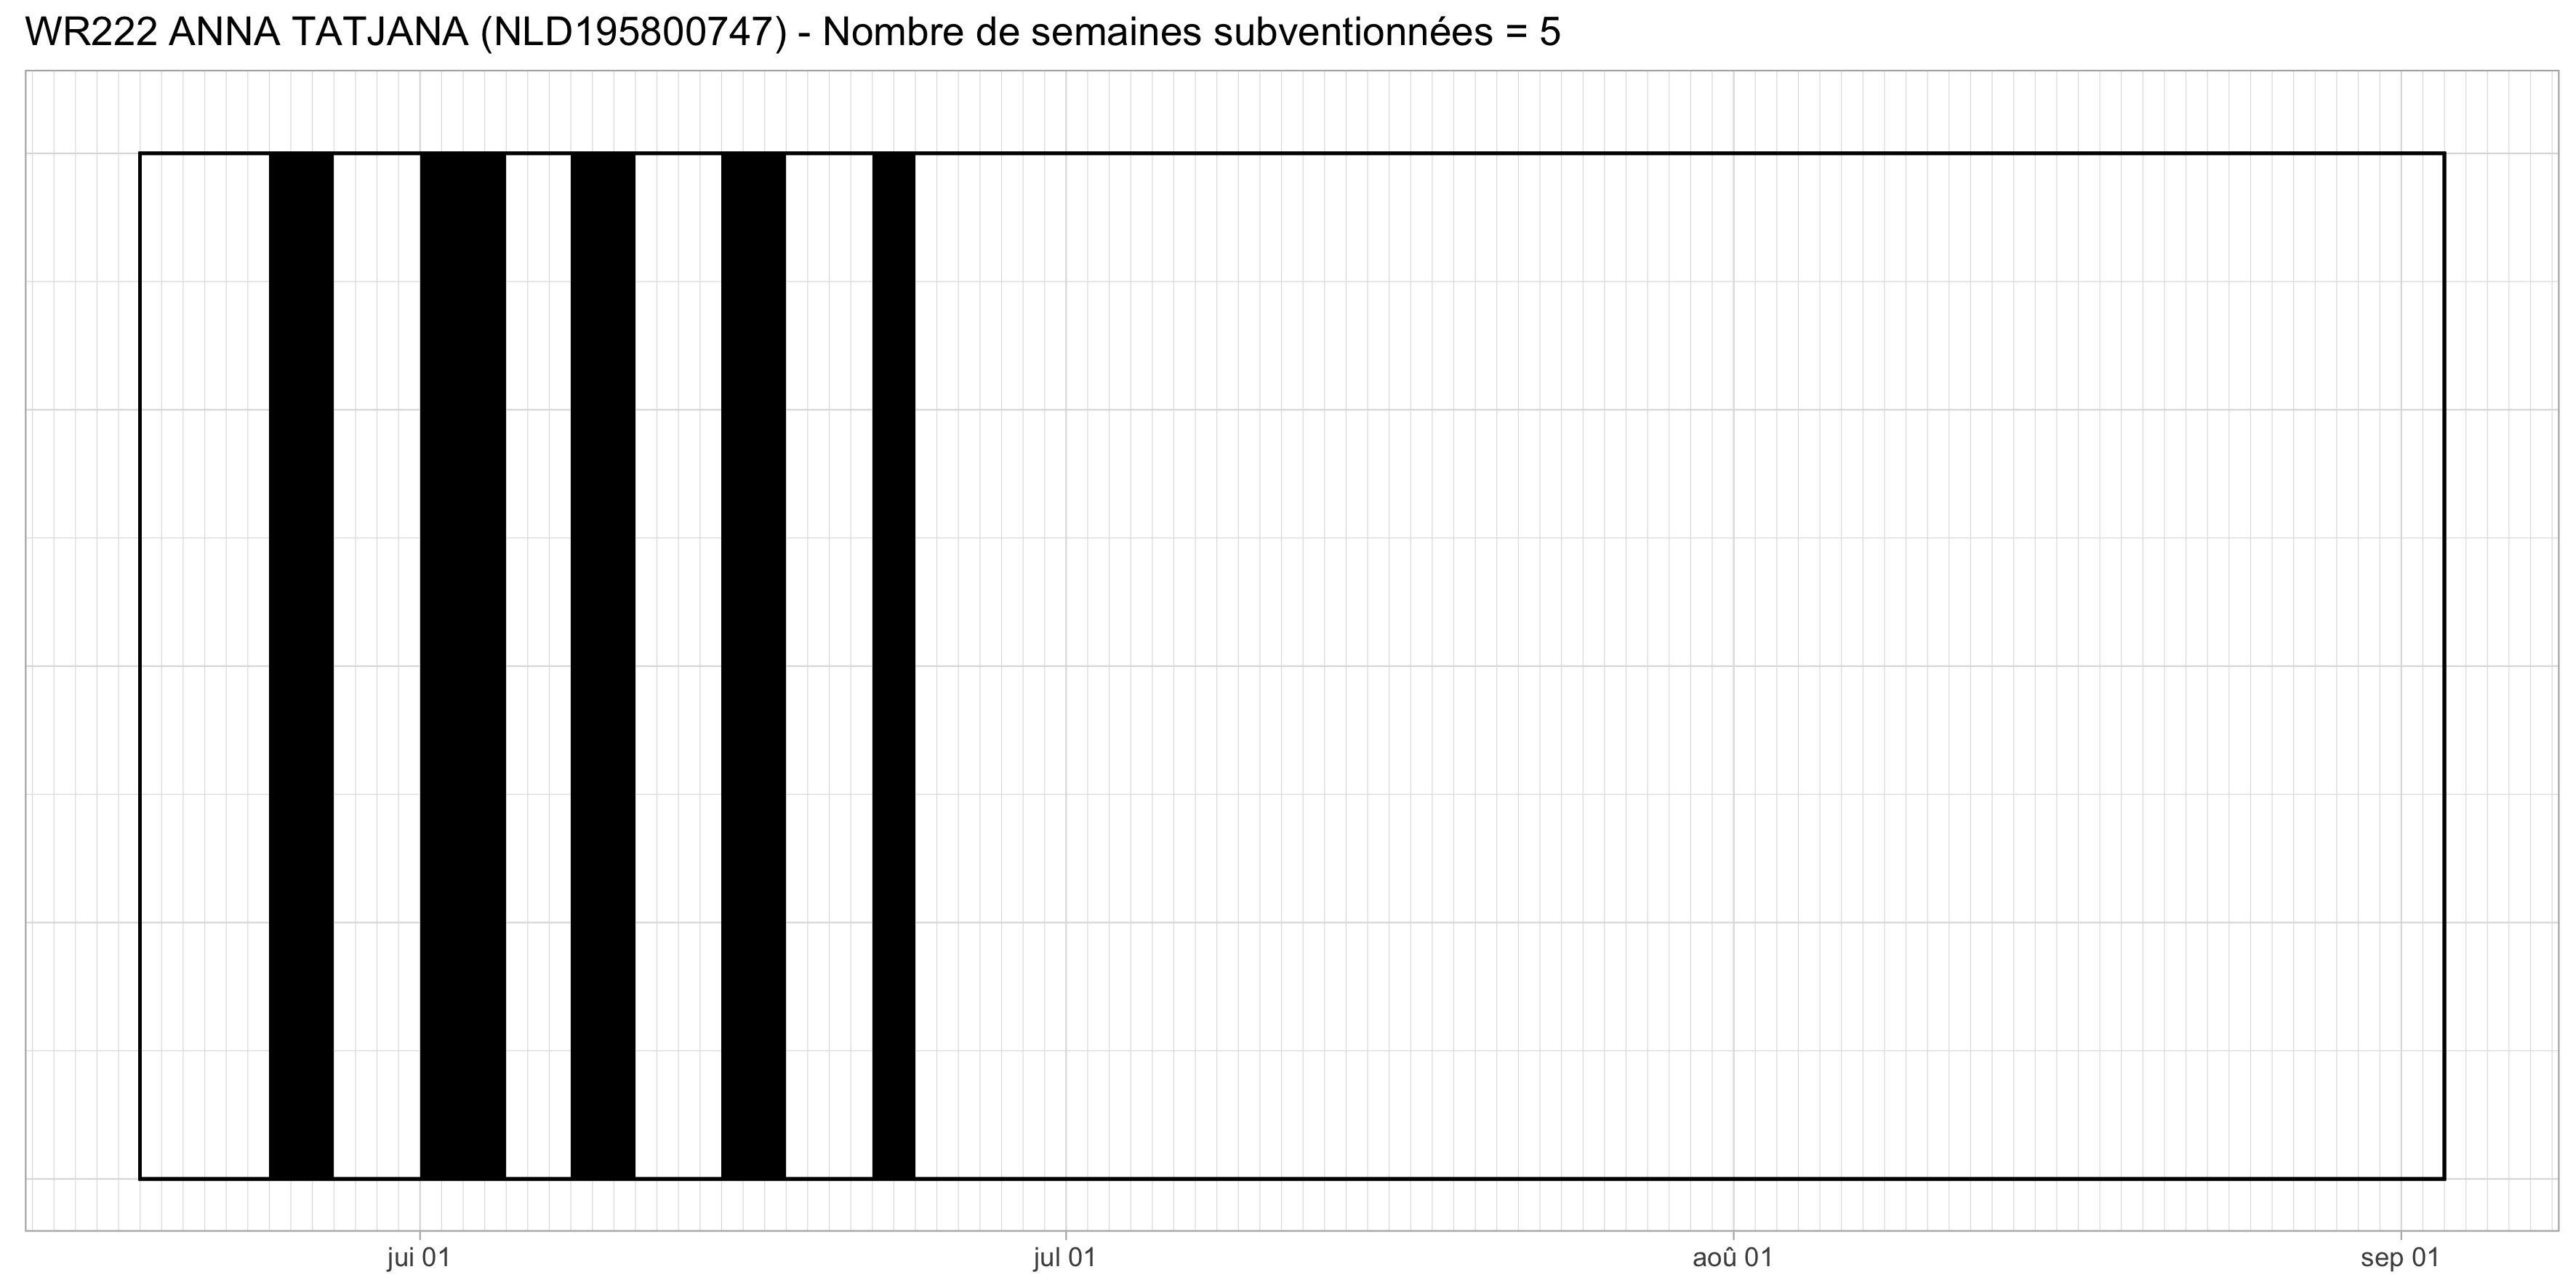 WR222 ANNA TATJANA (NLD195800747) - Nombre de semaines subventionnées = 5
jui 01 jul 01 aoû 01 sep 01